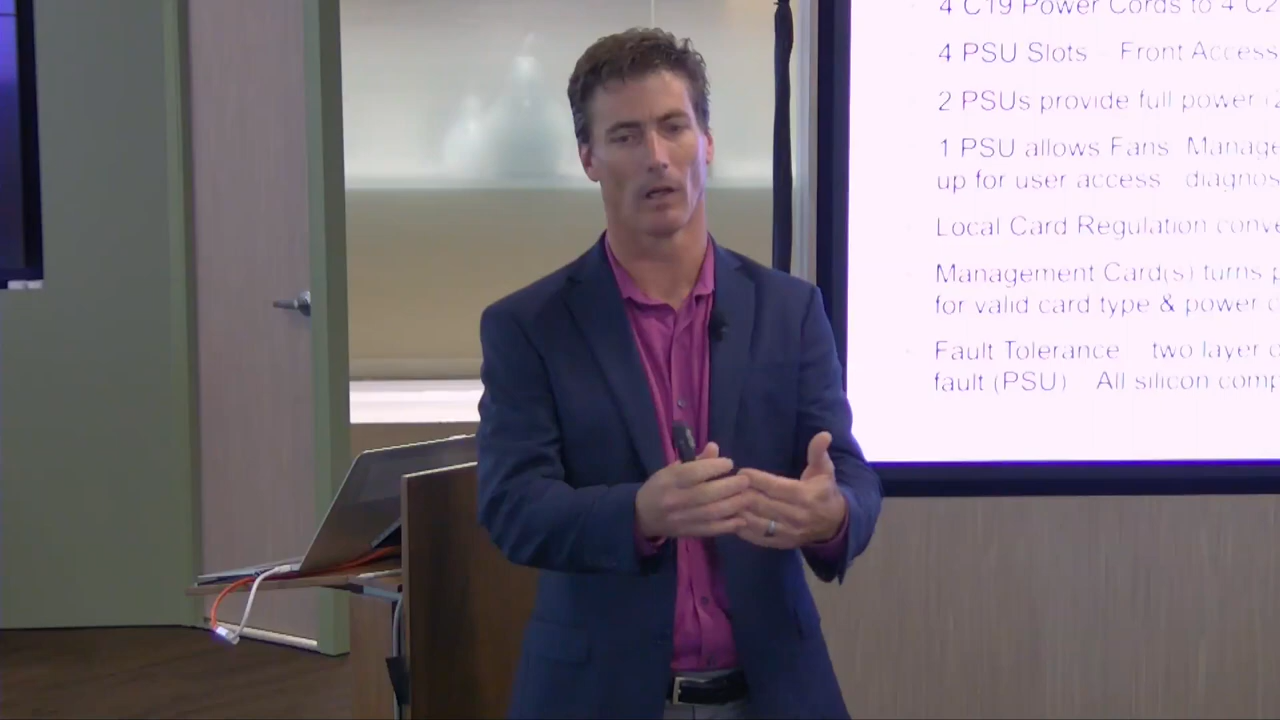 4 C19 Power Cords to 4 C2
4 PSU Slots Front Access
2 PSUs provide full power
1 PSU allows Fans Manage
up for user access diagnos
Local Card Regulation conve
Management Card(s) turns p
for valid card type & power
Fault Tolerance two layer
fault (PSU) All silicon comp